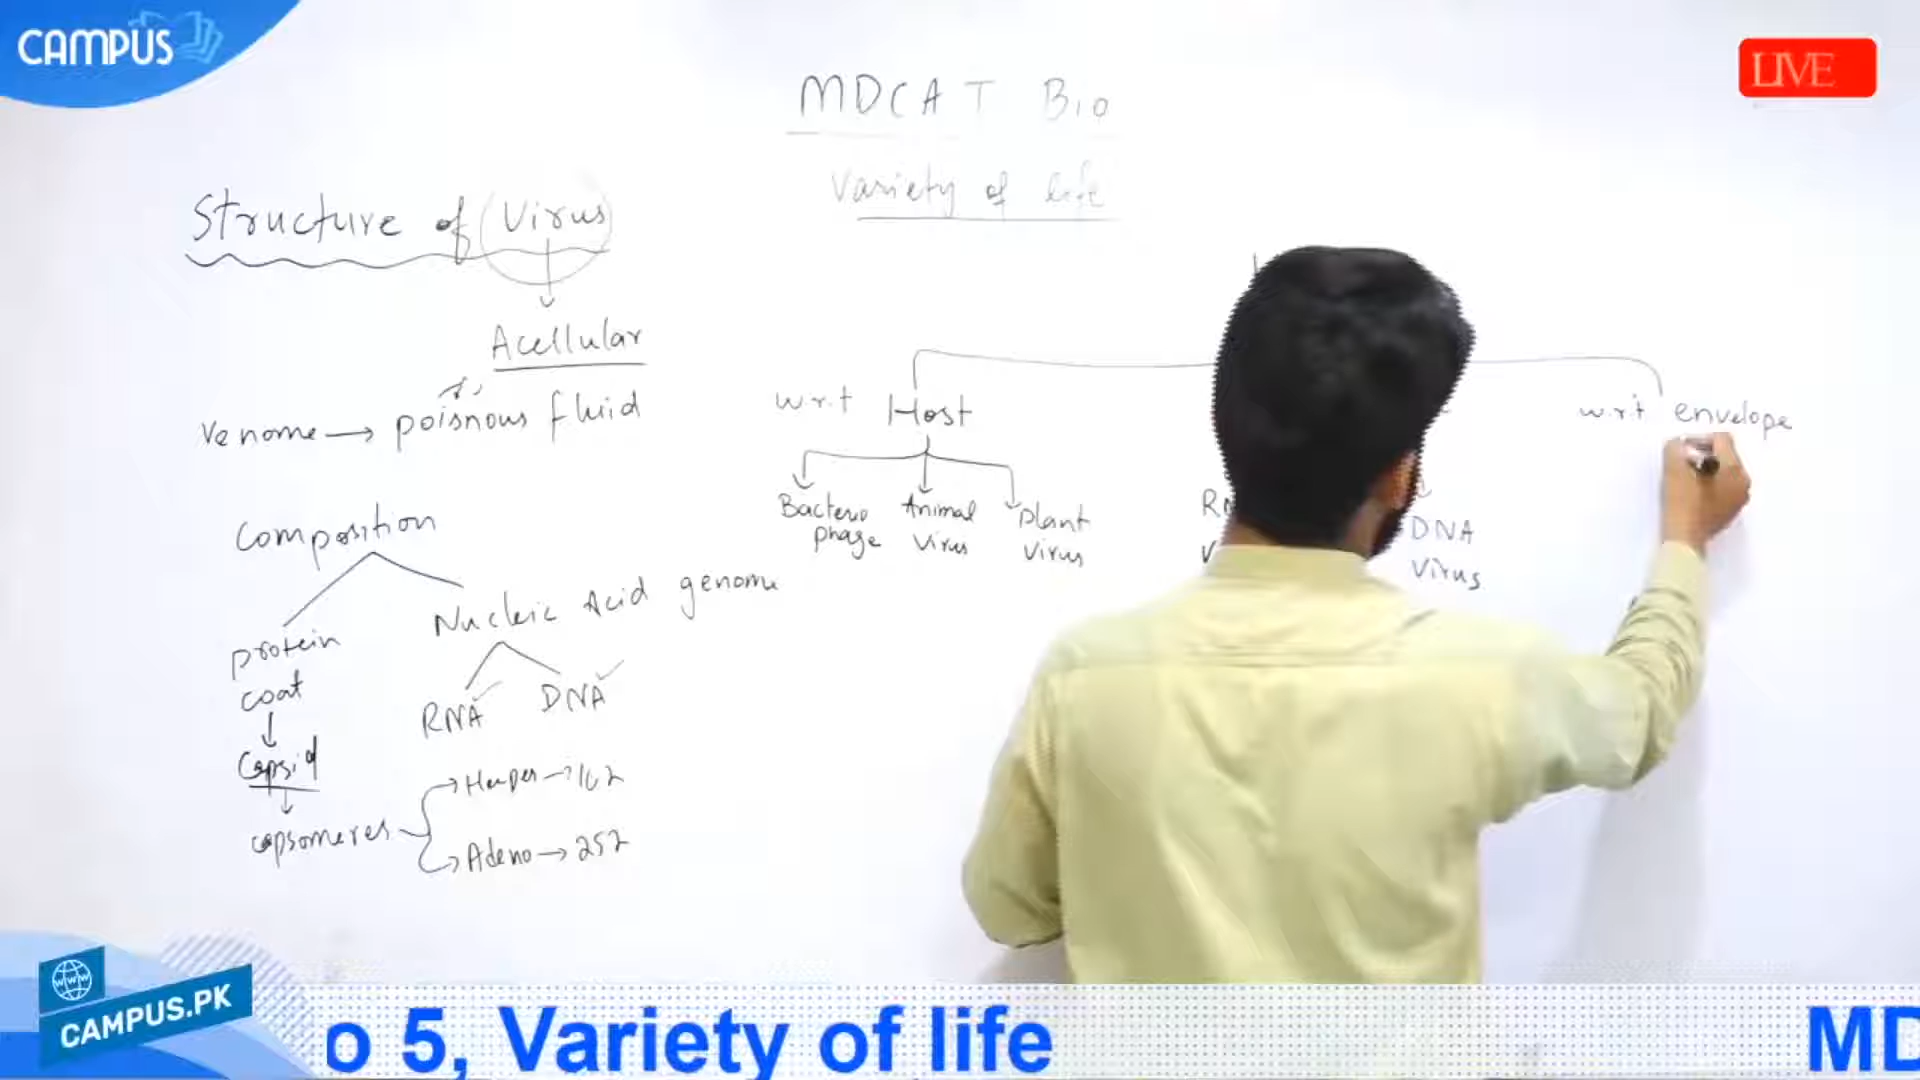 CAMPUS
LIVE
MDCAT Bio
Variety of life
Structure of Virus
Acellular
Venome → poisnous fluid
Composition
protein
coat
Capsid
capsomeres
Nucleic Acid genome
RNA ✓ DNA ✓
→ 162
Adeno → 252
w.r.t Host
Bacterio
phage
Animal
Virus
plant
Virus
DNA
Virus
w.r.t envelope
WWW
CAMPUS.PK
o 5, Variety of life
MD